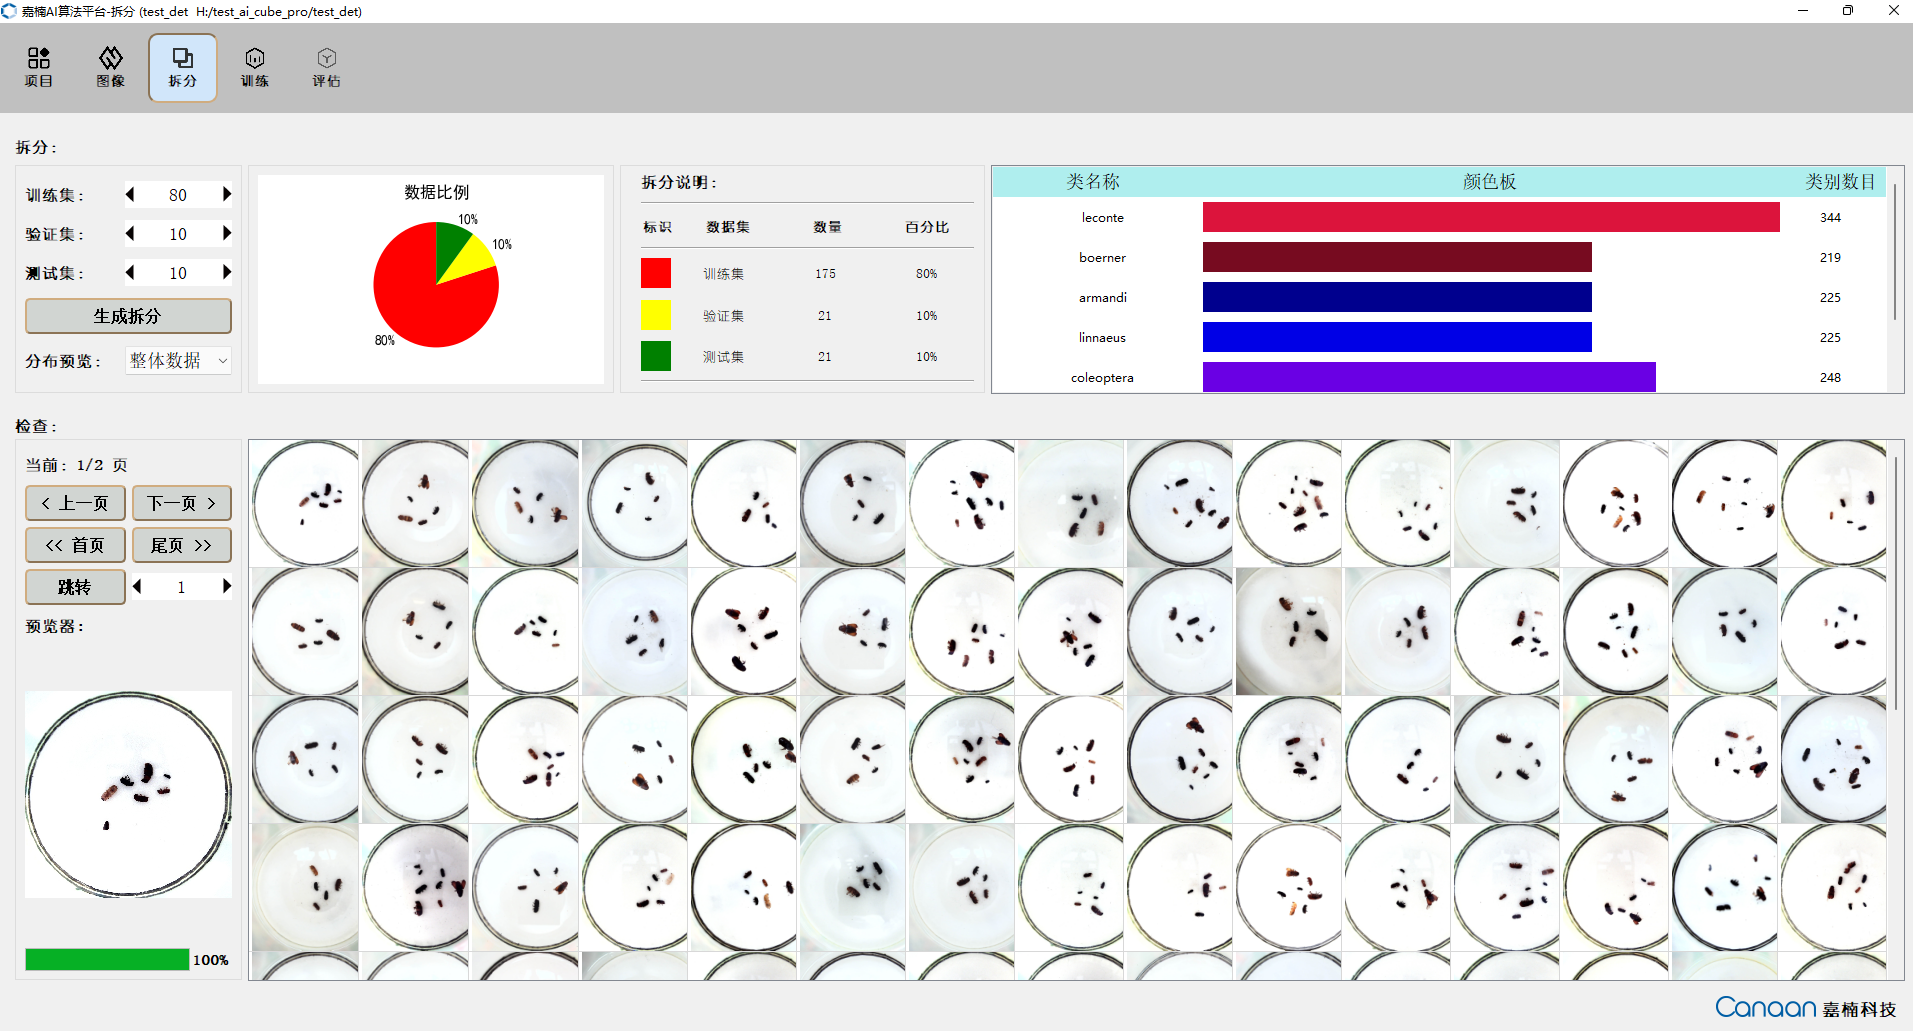 嘉楠AI算法平台-拆分 (test_det  H:/test_ai_cube_pro/test_det)
项目 图像 拆分 训练 评估
拆分:
训练集: 80
验证集: 10
测试集: 10
生成拆分
分布预览: 整体数据
数据比例
10%
10%
80%
拆分说明:
标识 数据集 数量 百分比
训练集 175 80%
验证集 21 10%
测试集 21 10%
类名称 颜色板 类别数目
leconte 344
boerner 219
armandi 225
linnaeus 225
coleoptera 248
检查:
当前: 1/2 页
< 上一页 下一页 >
<< 首页 尾页 >>
跳转 1
预览器:
100%
Canaan 嘉楠科技